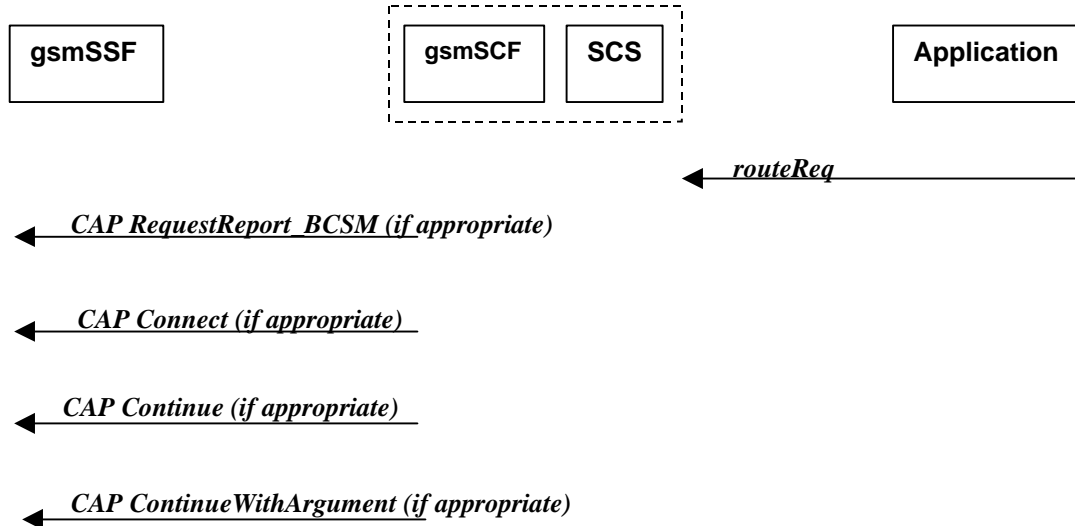 gsmSSF
gsmSCF
SCS
Application
routeReq
CAP RequestReport_BCSM (if appropriate)
CAP Connect (if appropriate)
CAP Continue (if appropriate)
CAP ContinueWithArgument (if appropriate)